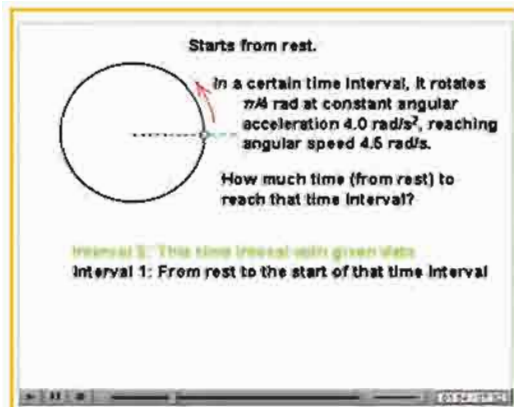 Starts from rest.
In a certain time interval, it rotates
π/4 rad at constant angular
acceleration 4.0 rad/s², reaching
angular speed 4.6 rad/s.
How much time (from rest) to
reach that time interval?
Interval 2: This time interval with given data
Interval 1: From rest to the start of that time interval